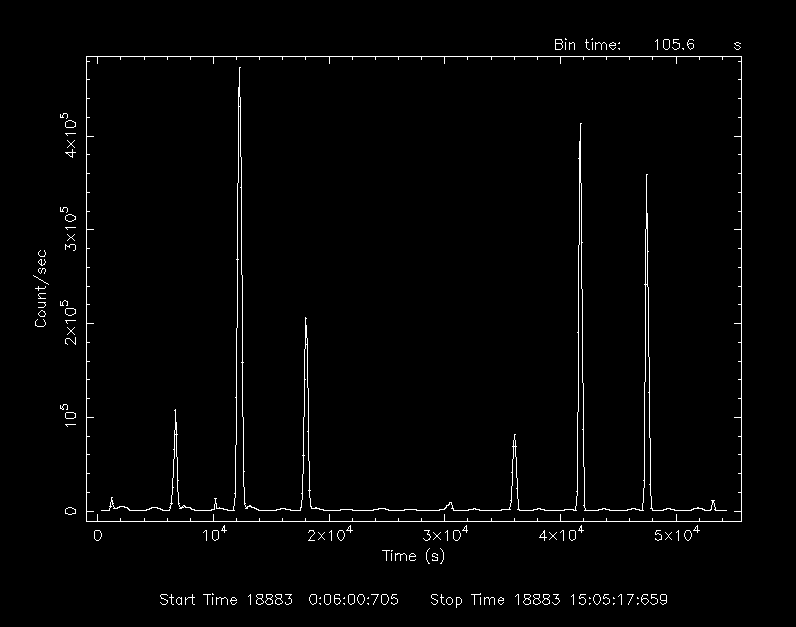 Bin time: 105.6 s
4×10⁵
3×10⁵
2×10⁵
10⁵
0
Count/sec
0 10⁴ 2×10⁴ 3×10⁴ 4×10⁴ 5×10⁴
Time (s)
Start Time 18883 0:06:00:705 Stop Time 18883 15:05:17:659